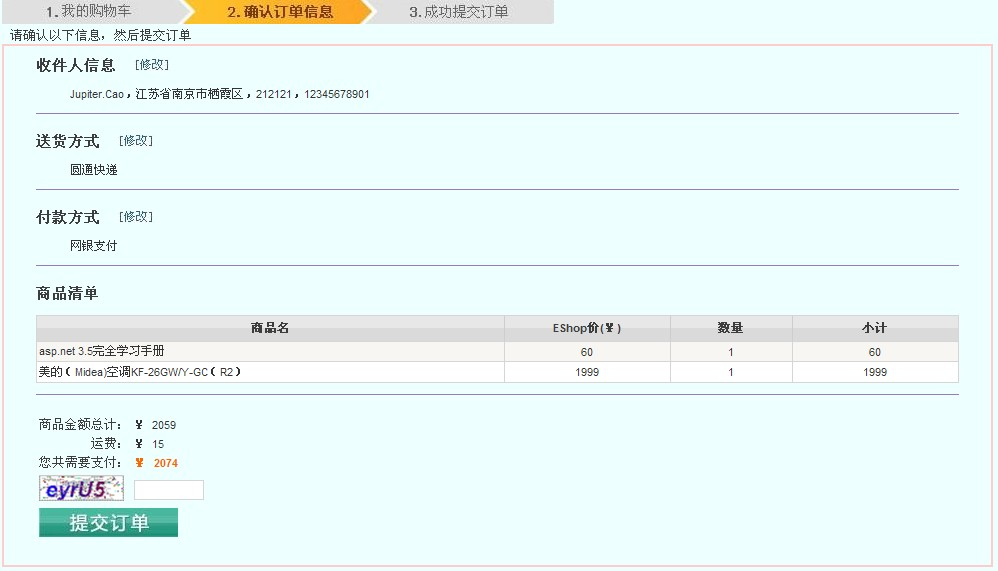 1.我的购物车 2.确认订单信息 3.成功提交订单
请确认以下信息，然后提交订单
收件人信息 [修改]
Jupiter.Cao，江苏省南京市栖霞区，212121，12345678901
送货方式 [修改]
圆通快递
付款方式 [修改]
网银支付
商品清单
商品名 EShop价(¥) 数量 小计
asp.net 3.5完全学习手册 60 1 60
美的（Midea)空调KF-26GW/Y-GC（R2） 1999 1 1999
商品金额总计： ¥ 2059
运费： ¥ 15
您共需要支付： ¥ 2074
eyrU5
提交订单